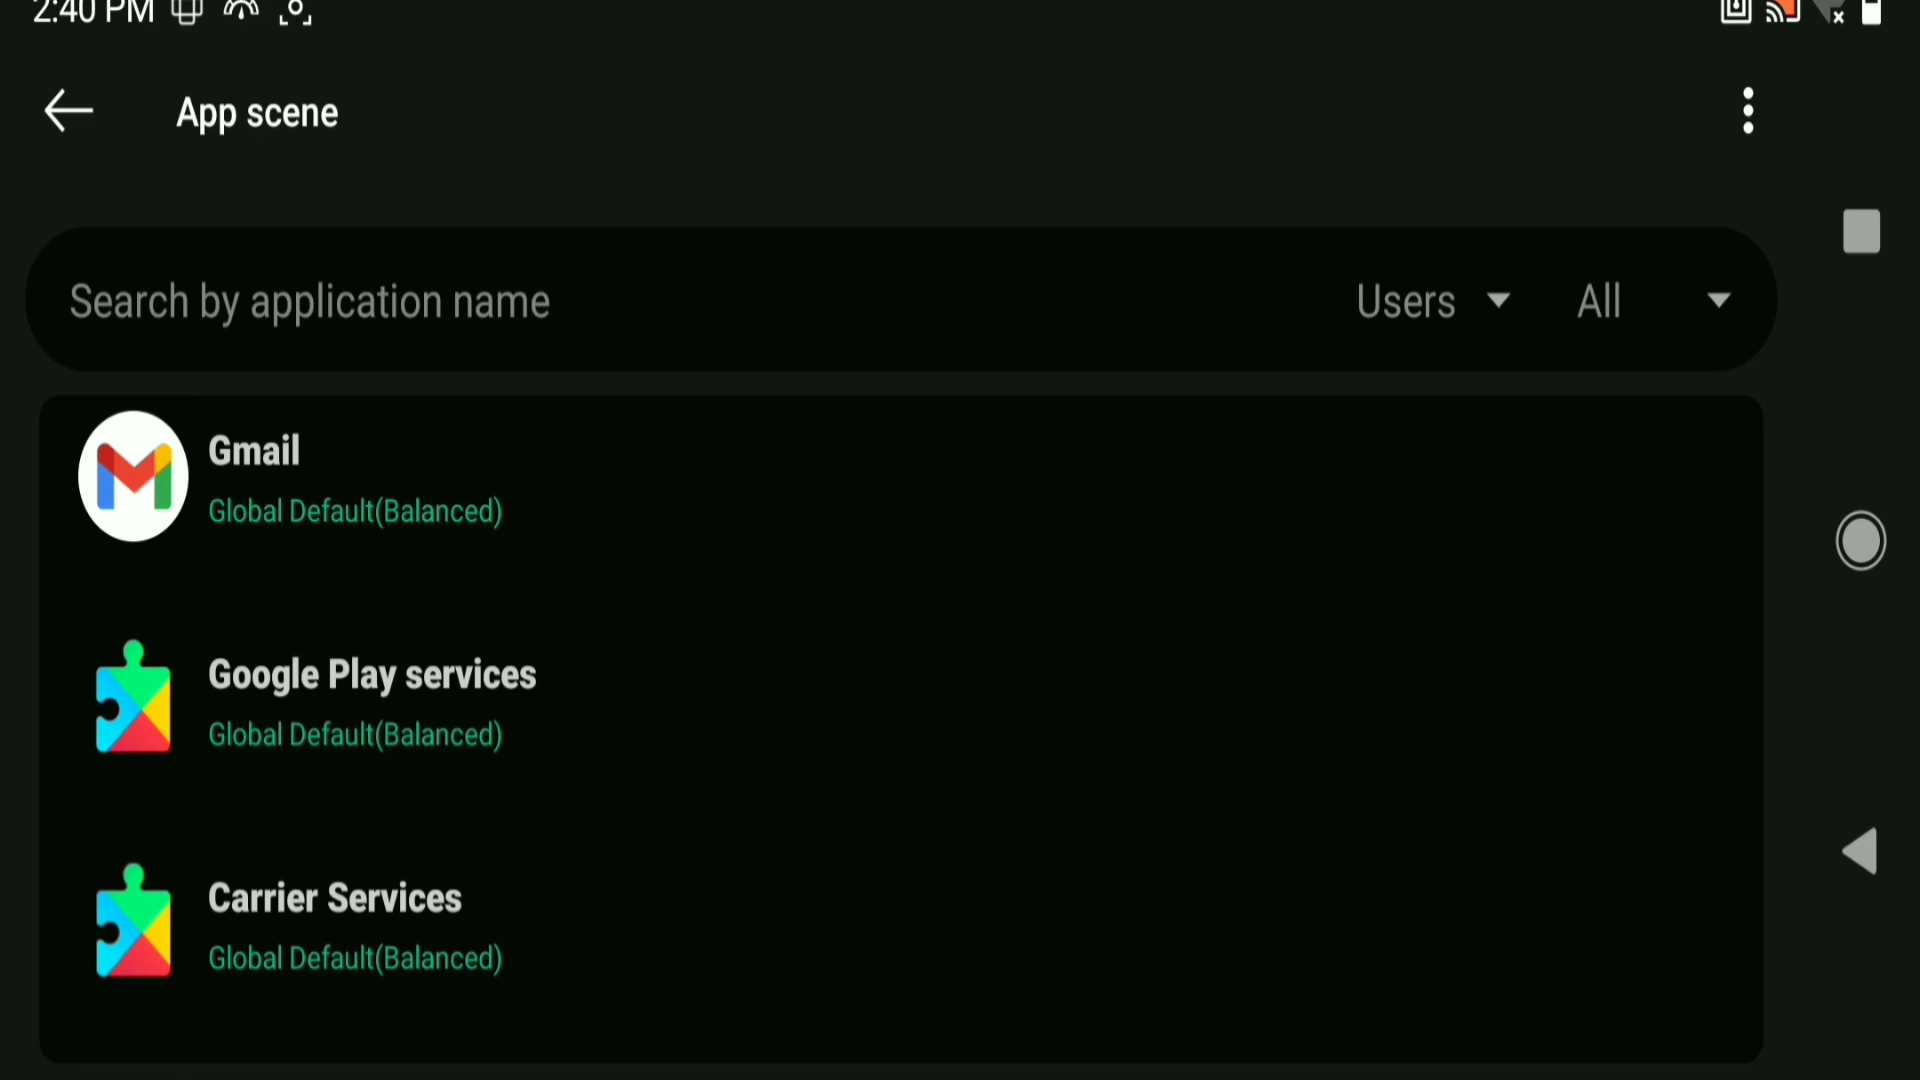 2:40 PM
App scene
Search by application name
Users
All
Gmail
Global Default(Balanced)
Google Play services
Global Default(Balanced)
Carrier Services
Global Default(Balanced)